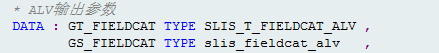 * ALV输出参数
DATA : GT_FIELDCAT TYPE SLIS_T_FIELDCAT_ALV ,
GS_FIELDCAT TYPE slis_fieldcat_alv ,